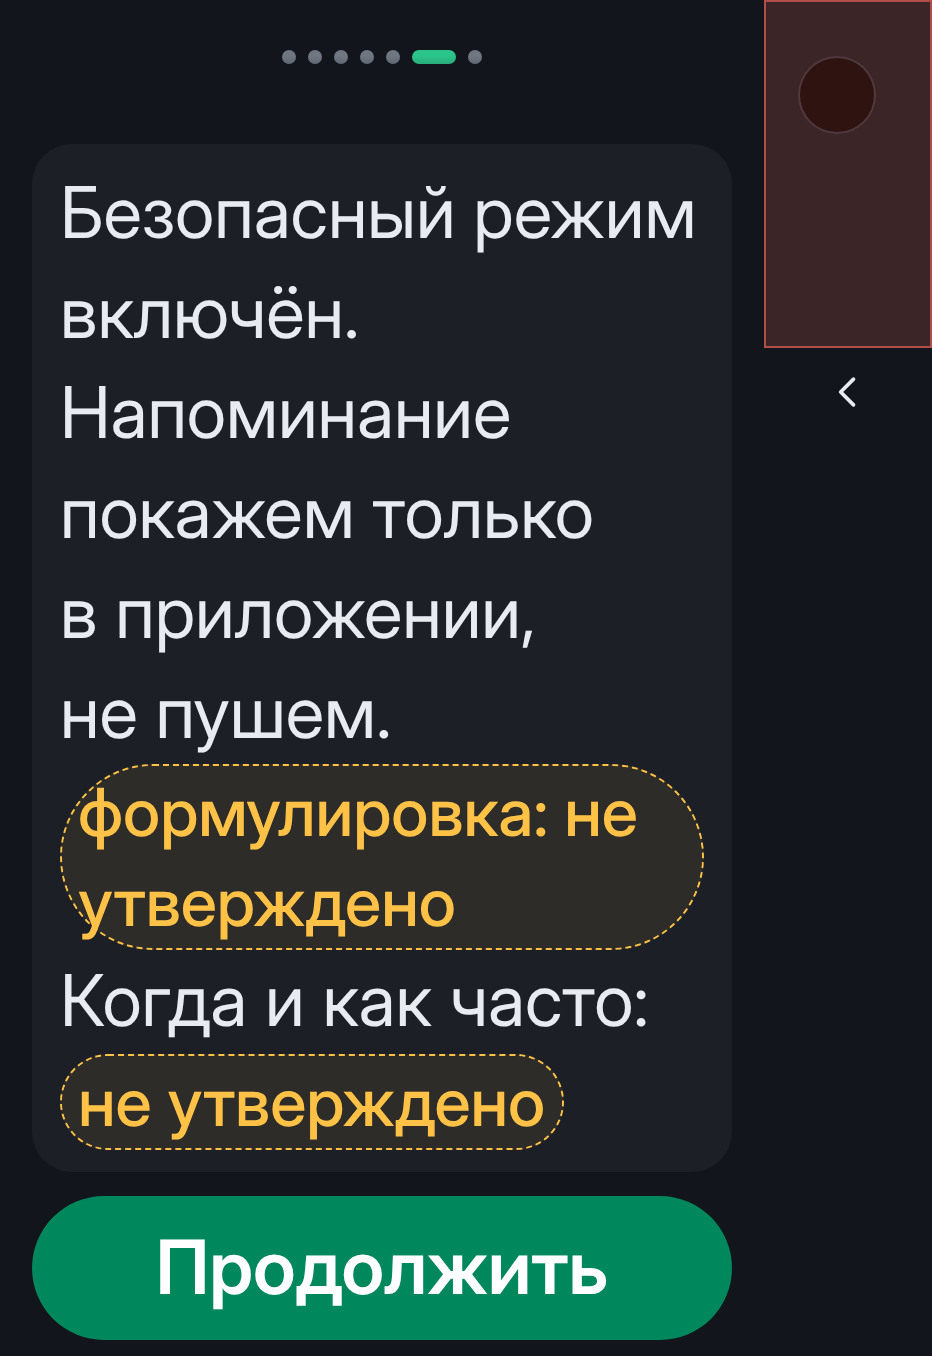 Безопасный режим
включён.
Напоминание
покажем только
в приложении,
не пушем.
формулировка: не
утверждено
Когда и как часто:
не утверждено
Продолжить